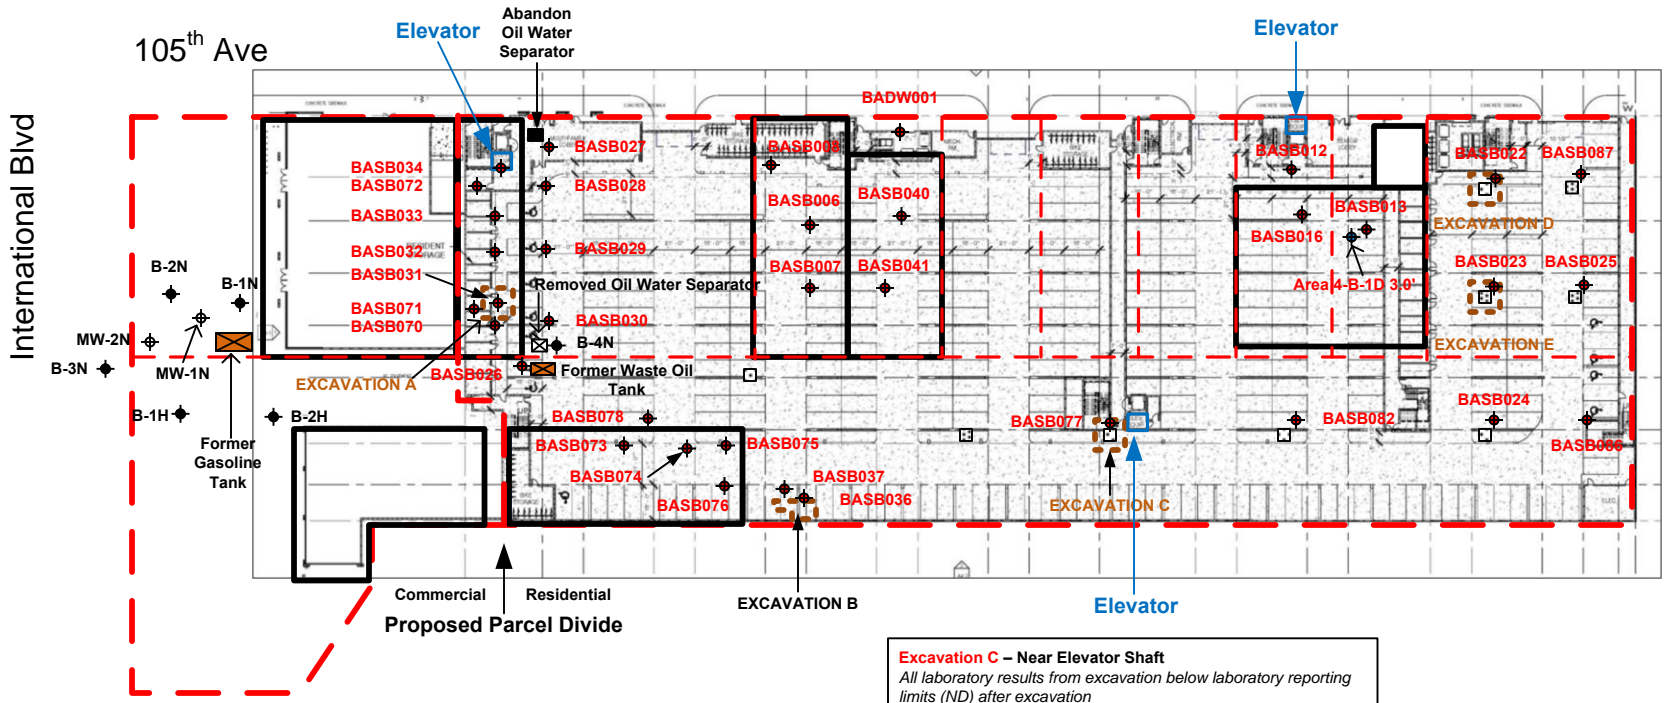 105th Ave
International Blvd
Elevator
Abandon
Oil Water
Separator
Elevator
BADW001
BASB034
BASB072
BASB033
BASB032
BASB031
BASB071
BASB070
BASB027
BASB028
BASB029
BASB030
BASB008
BASB006
BASB007
BASB040
BASB041
BASB012
BASB013
BASB016
Area 4-B-1D 3.0'
BASB022
BASB087
EXCAVATION D
BASB023
BASB025
EXCAVATION E
RESIDENT
STORAGE
Removed Oil Water Separator
B-2N
B-1N
MW-2N
MW-1N
B-3N
B-1H
B-2H
Former
Gasoline
Tank
EXCAVATION A
BASB026
B-4N
Former Waste Oil
Tank
BASB078
BASB073
BASB074
BASB075
BASB076
BASB037
BASB036
BASB077
EXCAVATION C
BASB082
BASB024
EXCAVATION B
Elevator
Commercial
Residential
Proposed Parcel Divide
Excavation C – Near Elevator Shaft
All laboratory results from excavation below laboratory reporting
limits (ND) after excavation